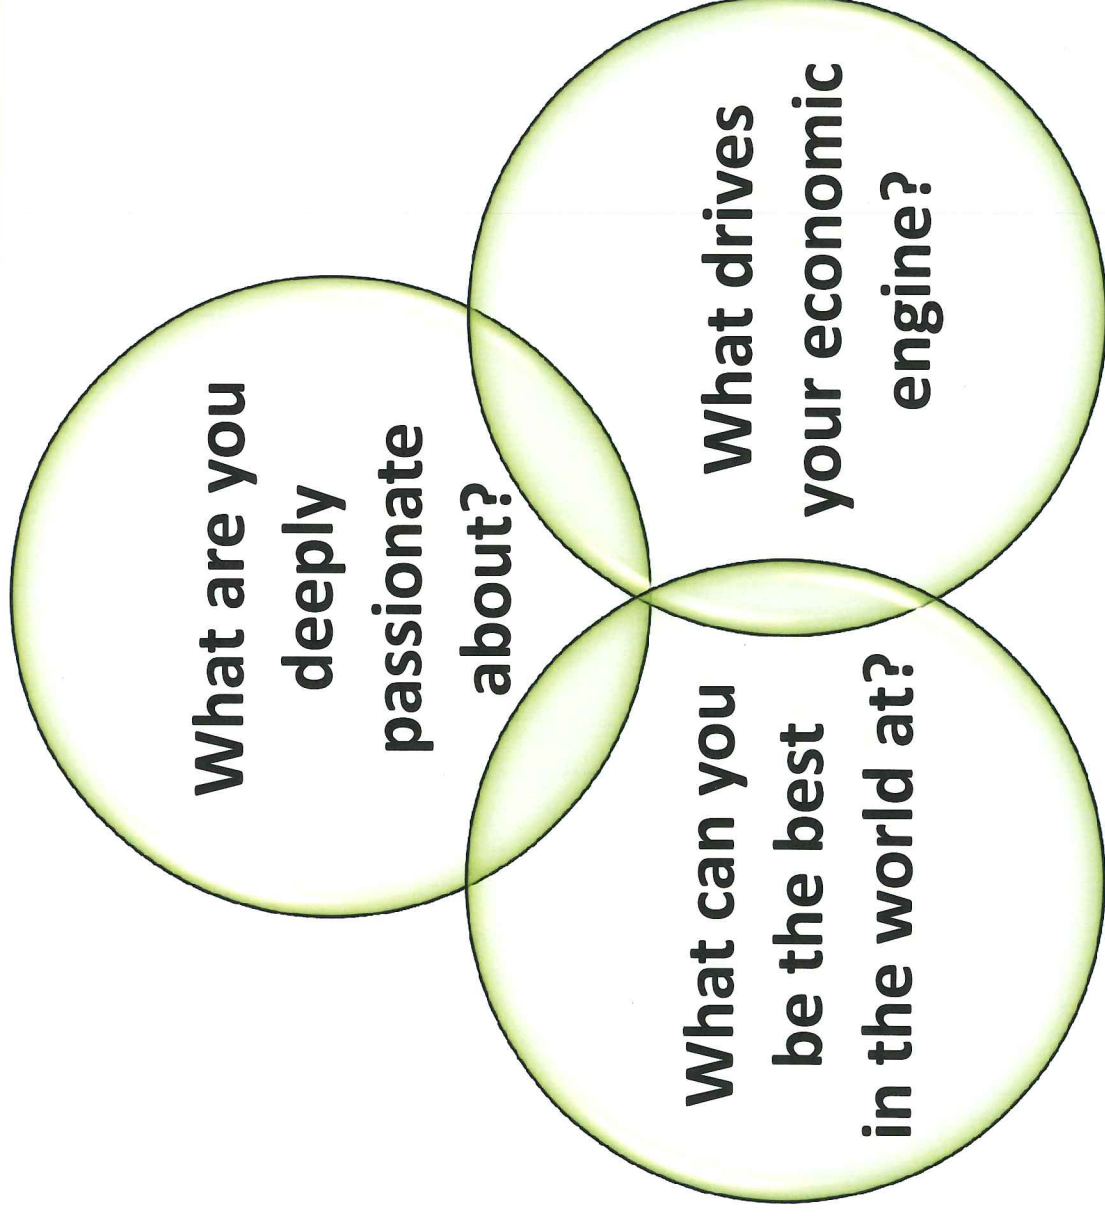 What are you
deeply
passionate
about?
What can you
be the best
in the world at?
What drives
your economic
engine?